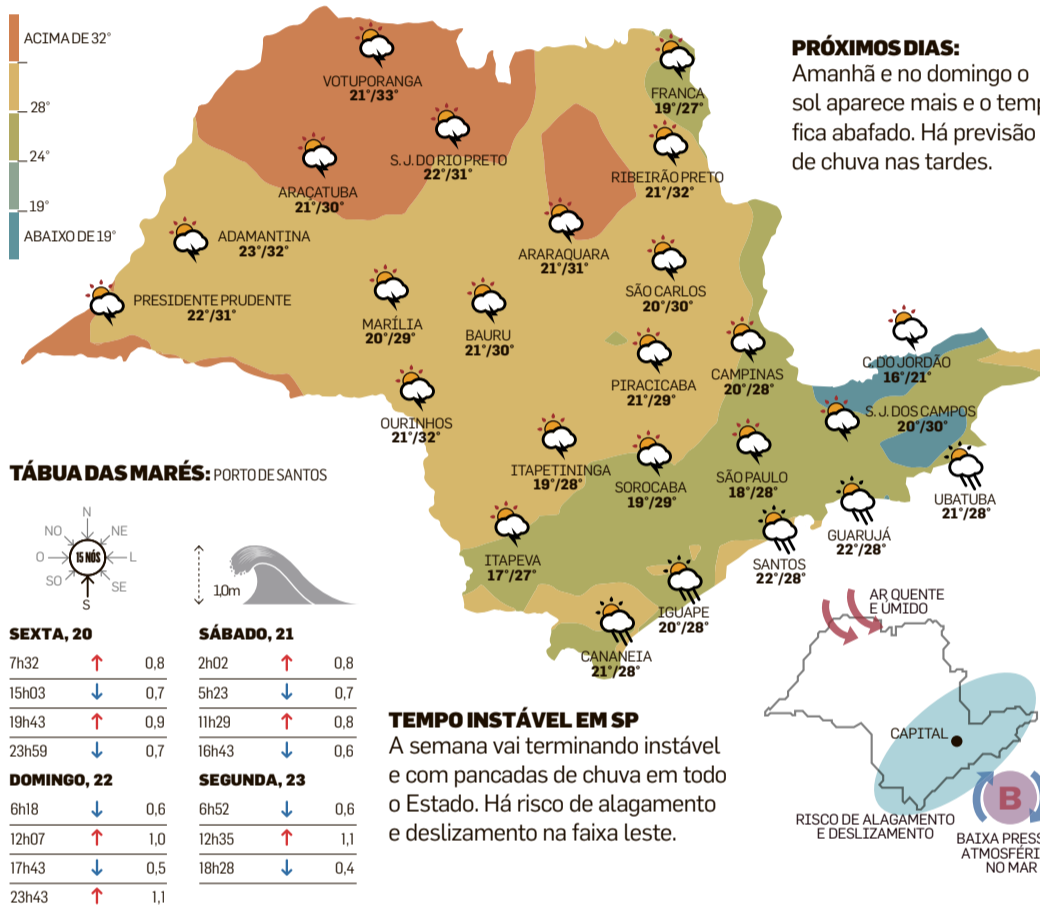 ACIMA DE 32°
28°
24°
19°
ABAIXO DE 19°
VOTUPORANGA
21°/33°
S. J. DO RIO PRETO
22°/31°
ARAÇATUBA
21°/30°
ADAMANTINA
23°/32°
PRESIDENTE PRUDENTE
22°/31°
MARÍLIA
20°/29°
BAURU
21°/30°
OURINHOS
21°/32°
FRANCA
19°/27°
RIBEIRÃO PRETO
21°/32°
ARARAQUARA
21°/31°
SÃO CARLOS
20°/30°
PIRACICABA
21°/29°
CAMPINAS
20°/28°
C. DO JORDÃO
16°/21°
S. J. DOS CAMPOS
20°/30°
ITAPETININGA
19°/28°
SOROCABA
19°/29°
SÃO PAULO
18°/28°
UBATUBA
21°/28°
GUARUJÁ
22°/28°
SANTOS
22°/28°
ITAPEVA
17°/27°
IGUAPE
20°/28°
CANANEIA
21°/28°
PRÓXIMOS DIAS:
Amanhã e no domingo o
sol aparece mais e o temp
fica abafado. Há previsão
de chuva nas tardes.
TÁBUA DAS MARÉS: PORTO DE SANTOS
N
NO NE
O 15 NÓS L
SO SE
S
1,0m
SEXTA, 20
7h32 ↑ 0,8
15h03 ↓ 0,7
19h43 ↑ 0,9
23h59 ↓ 0,7
SÁBADO, 21
2h02 ↑ 0,8
5h23 ↓ 0,7
11h29 ↑ 0,8
16h43 ↓ 0,6
DOMINGO, 22
6h18 ↓ 0,6
12h07 ↑ 1,0
17h43 ↓ 0,5
23h43 ↑ 1,1
SEGUNDA, 23
6h52 ↓ 0,6
12h35 ↑ 1,1
18h28 ↓ 0,4
TEMPO INSTÁVEL EM SP
A semana vai terminando instável
e com pancadas de chuva em todo
o Estado. Há risco de alagamento
e deslizamento na faixa leste.
AR QUENTE
E ÚMIDO
CAPITAL
B
RISCO DE ALAGAMENTO
E DESLIZAMENTO
BAIXA PRESS
ATMOSFÉRI
NO MAR